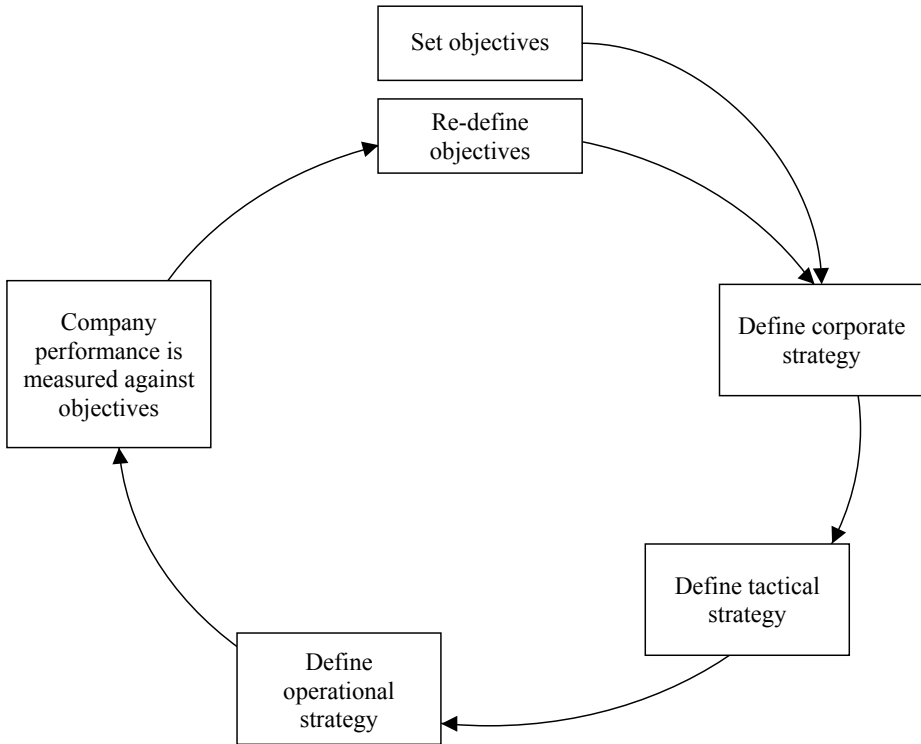 Set objectives
Re-define
objectives
Define corporate
strategy
Define tactical
strategy
Define
operational
strategy
Company
performance is
measured against
objectives